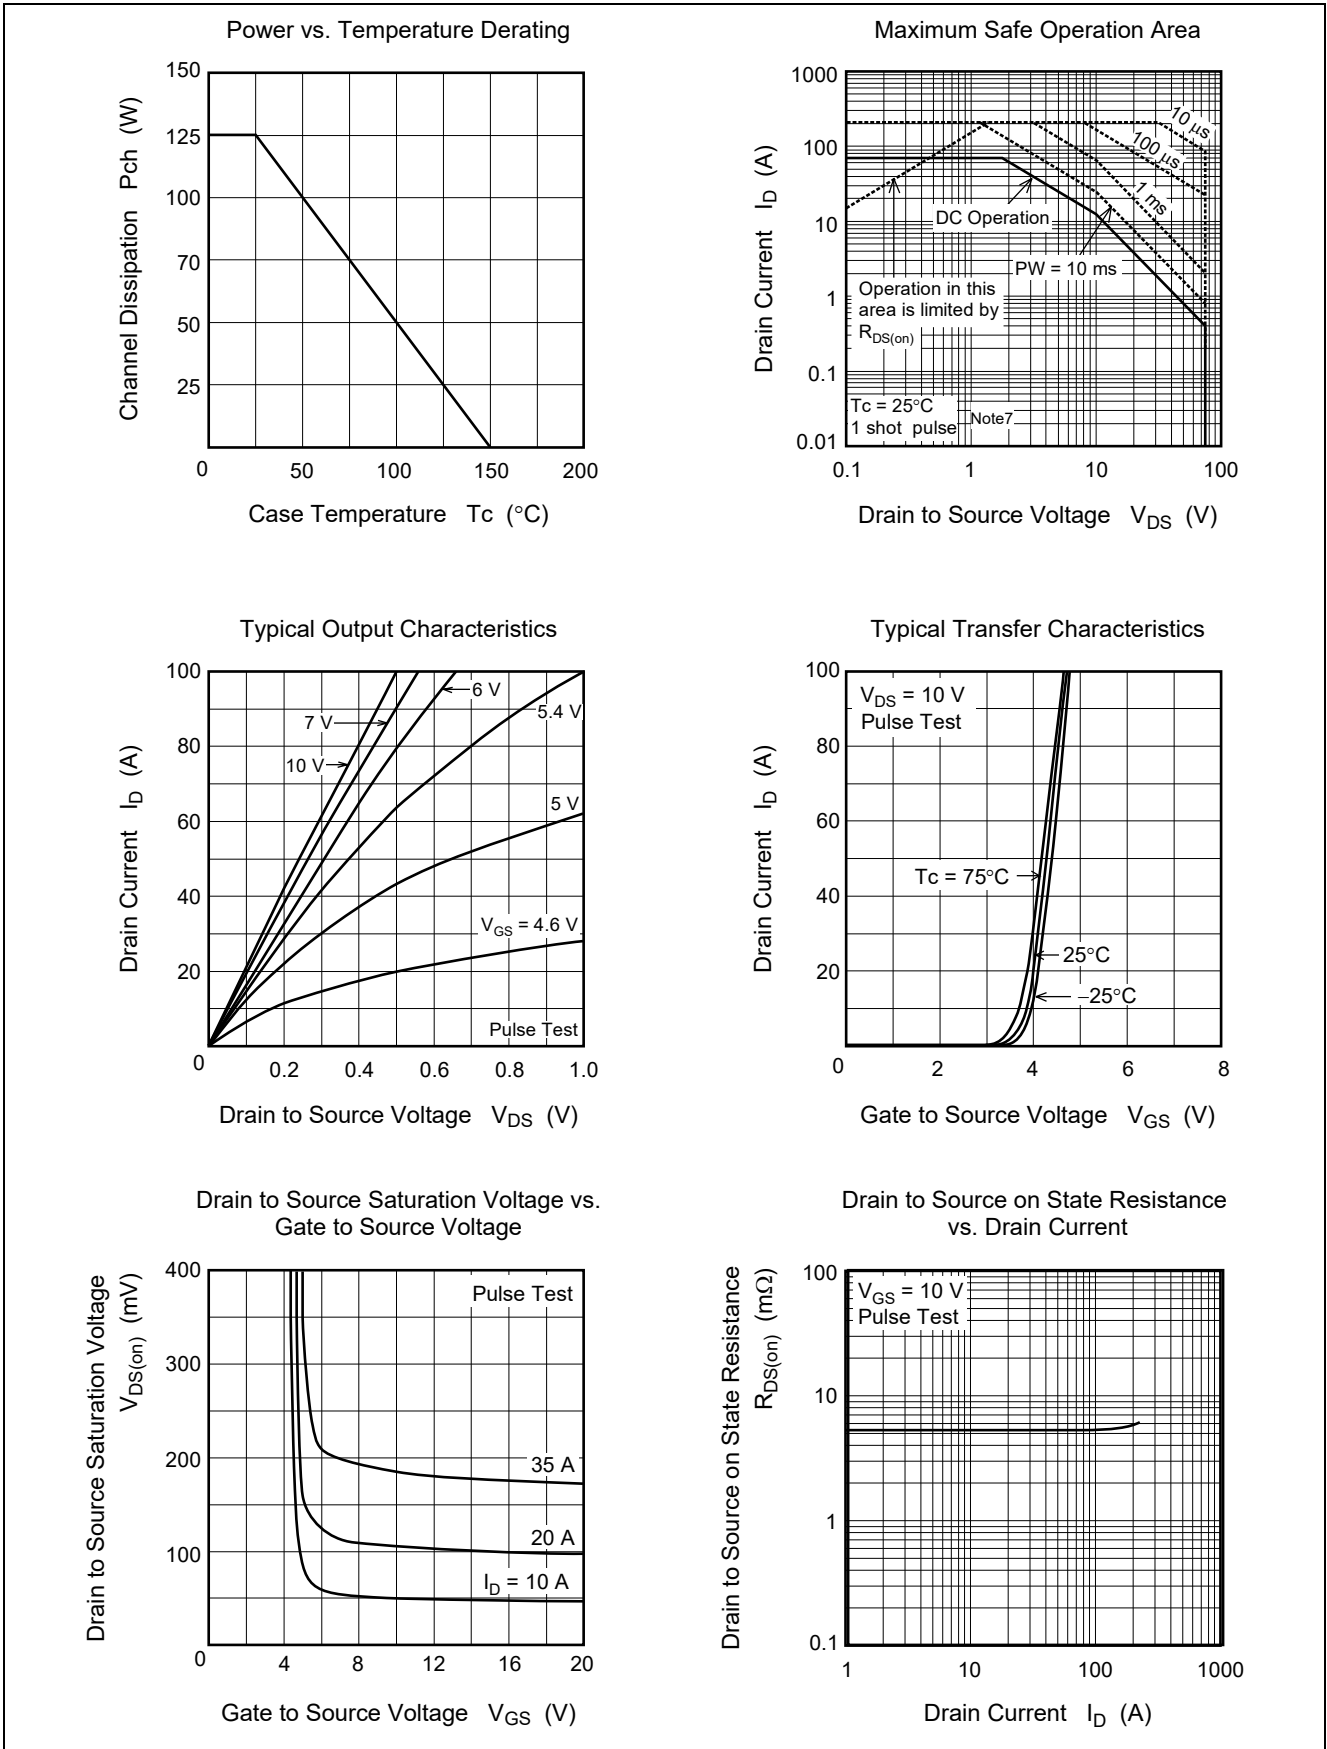 Power vs. Temperature Derating
150
125
100
70
50
25
0
50
100
150
200
Channel Dissipation Pch (W)
Case Temperature Tc (°C)
Maximum Safe Operation Area
1000
100
10
1
0.1
0.01
0.1
1
10
100
Drain Current ID (A)
10 μs
100 μs
1 ms
DC Operation
PW = 10 ms
Operation in this
area is limited by
RDS(on)
Tc = 25°C
1 shot pulse
Note7
Drain to Source Voltage VDS (V)
Typical Output Characteristics
100
80
60
40
20
0
0.2
0.4
0.6
0.8
1.0
Drain Current ID (A)
6 V
7 V
5.4 V
10 V
5 V
VGS = 4.6 V
Pulse Test
Drain to Source Voltage VDS (V)
Typical Transfer Characteristics
100
80
60
40
20
0
2
4
6
8
Drain Current ID (A)
VDS = 10 V
Pulse Test
Tc = 75°C
25°C
–25°C
Gate to Source Voltage VGS (V)
Drain to Source Saturation Voltage vs.
Gate to Source Voltage
400
300
200
100
0
4
8
12
16
20
Drain to Source Saturation Voltage
VDS(on) (mV)
Pulse Test
35 A
20 A
ID = 10 A
Gate to Source Voltage VGS (V)
Drain to Source on State Resistance
vs. Drain Current
100
10
1
0.1
1
10
100
1000
Drain to Source on State Resistance
RDS(on) (mΩ)
VGS = 10 V
Pulse Test
Drain Current ID (A)